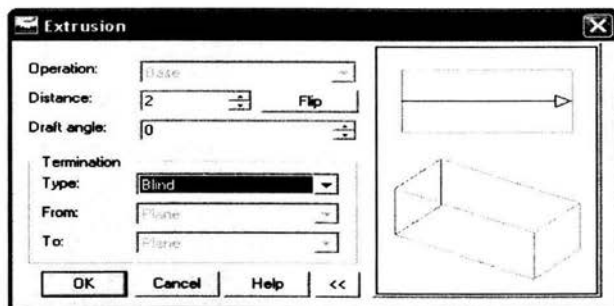 Extrusion
Operation: Base
Distance: 2 Flip
Draft angle: 0
Termination
Type: Blind
From: Plane
To: Plane
OK Cancel Help <<